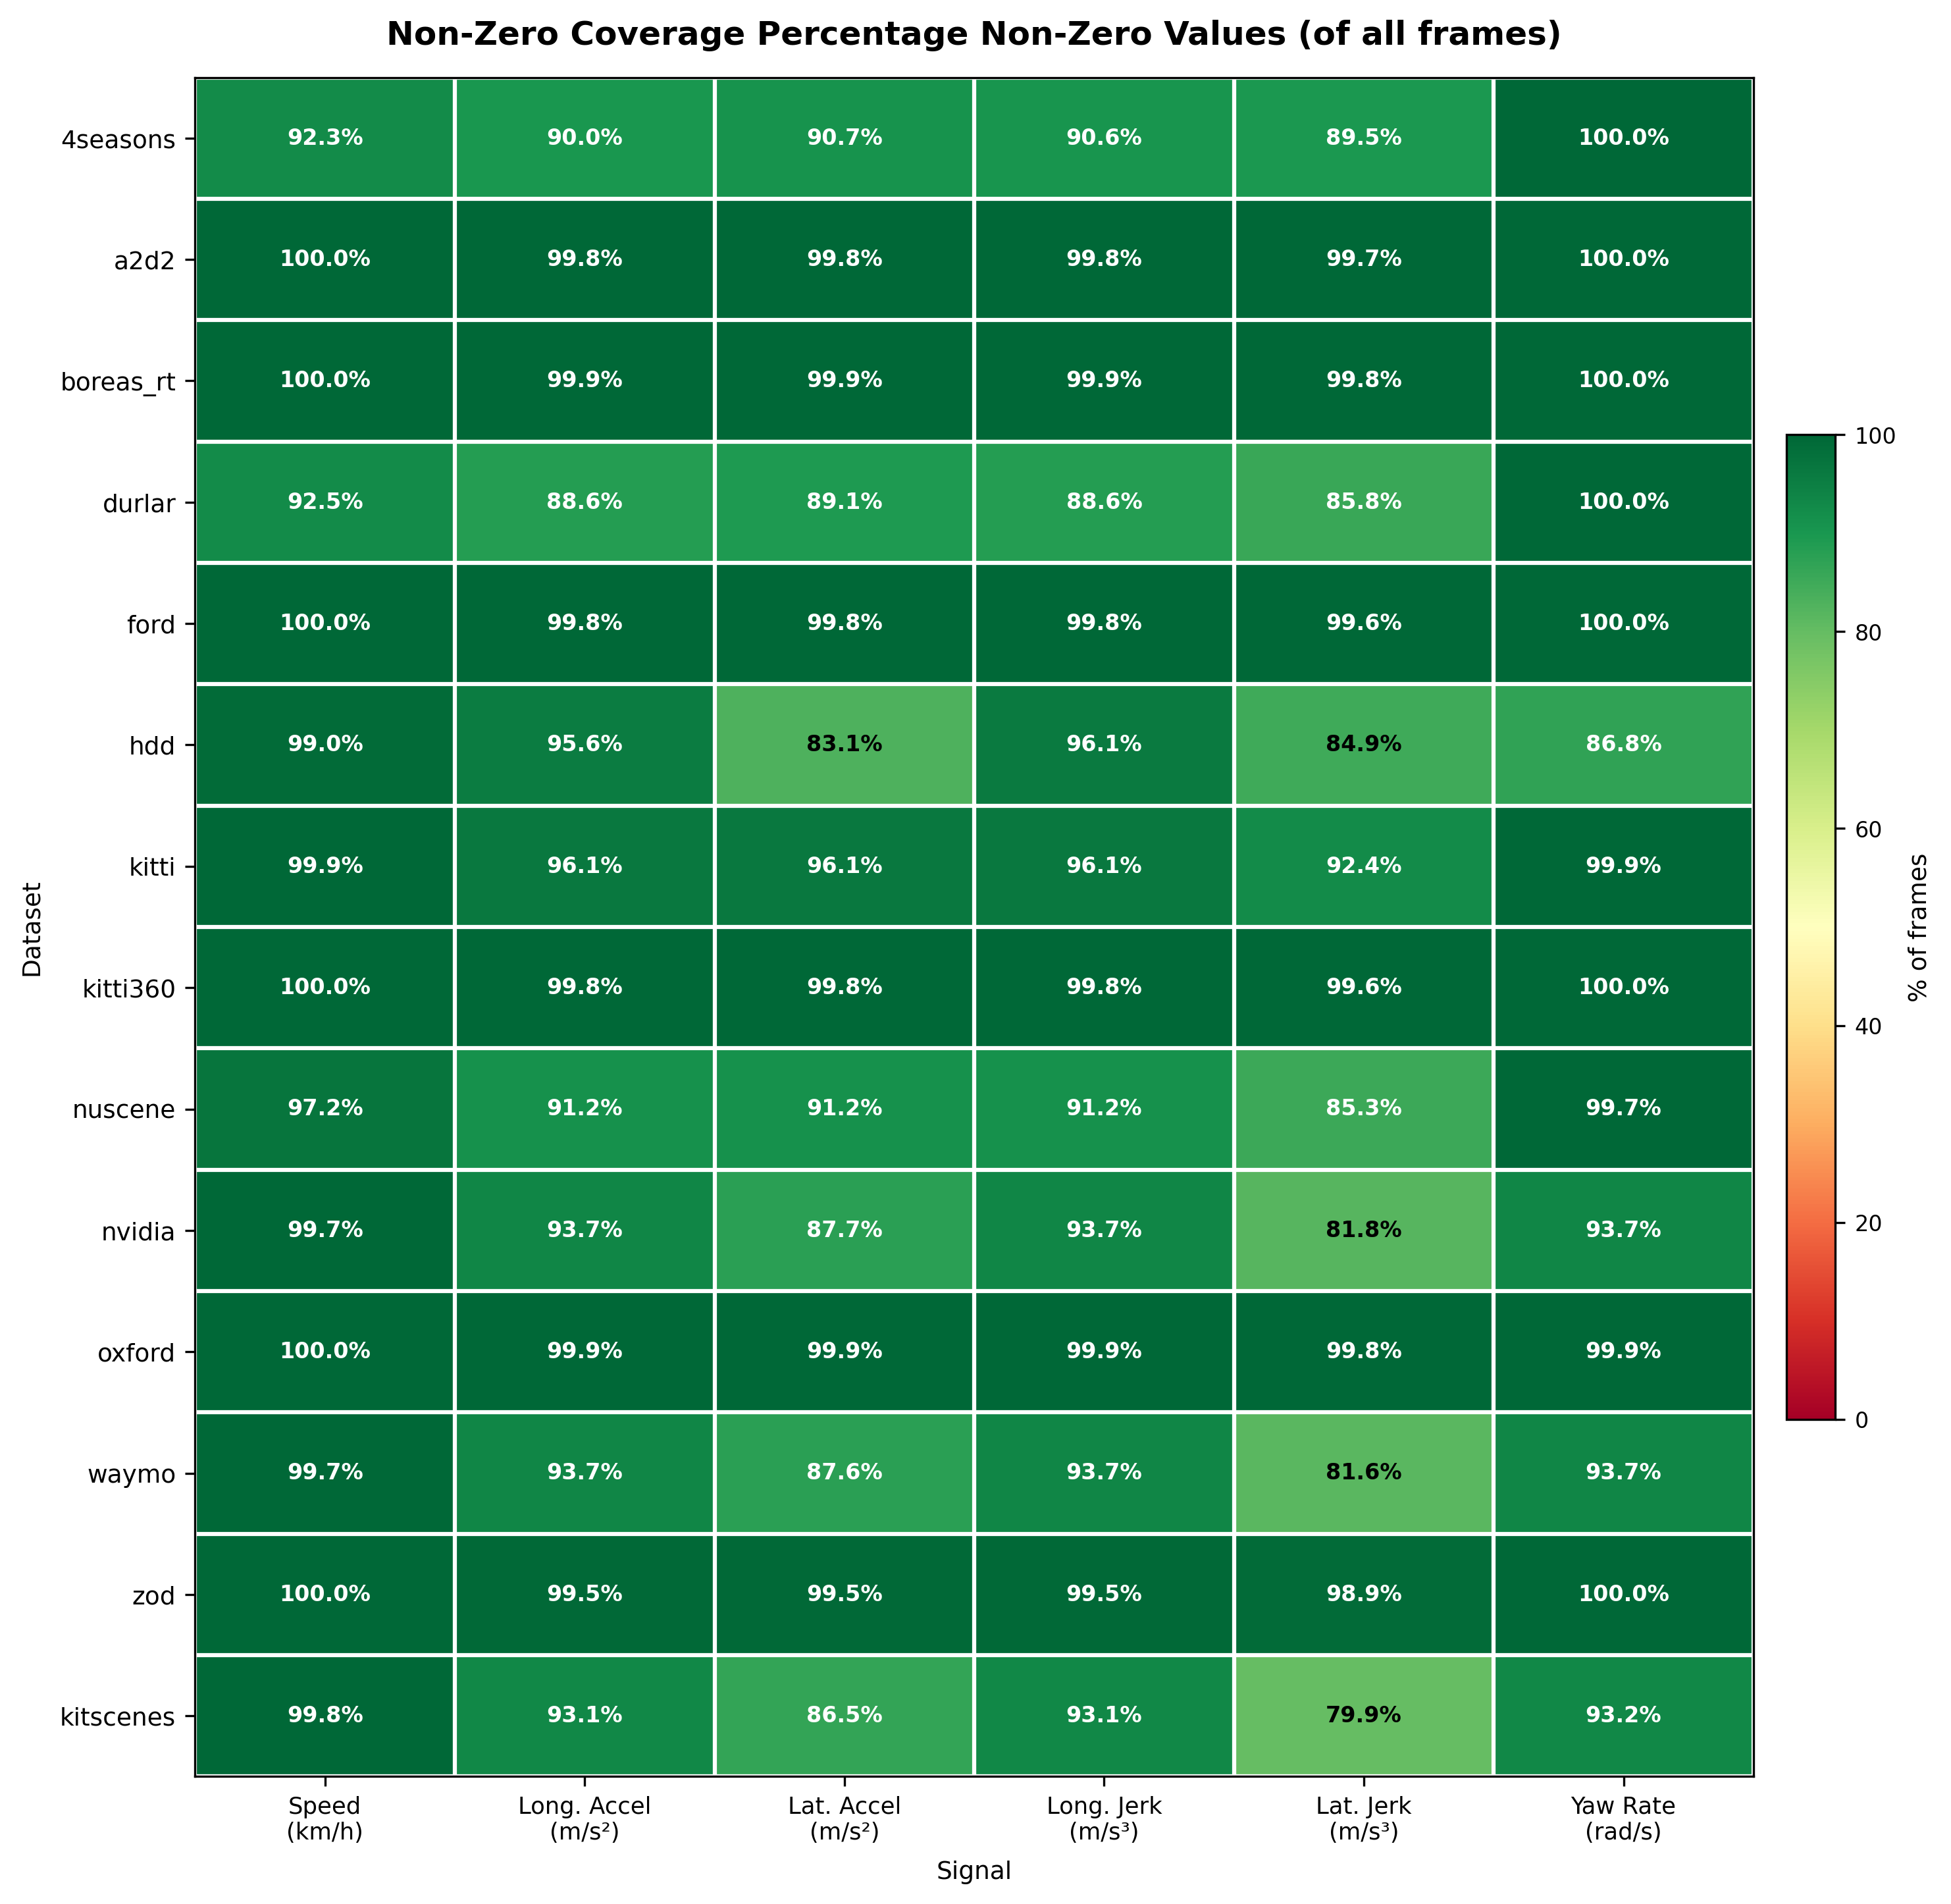 Non-Zero Coverage Percentage Non-Zero Values (of all frames)
4seasons 92.3% 90.0% 90.7% 90.6% 89.5% 100.0%
a2d2 100.0% 99.8% 99.8% 99.8% 99.7% 100.0%
boreas_rt 100.0% 99.9% 99.9% 99.9% 99.8% 100.0%
durlar 92.5% 88.6% 89.1% 88.6% 85.8% 100.0%
ford 100.0% 99.8% 99.8% 99.8% 99.6% 100.0%
hdd 99.0% 95.6% 83.1% 96.1% 84.9% 86.8%
kitti 99.9% 96.1% 96.1% 96.1% 92.4% 99.9%
kitti360 100.0% 99.8% 99.8% 99.8% 99.6% 100.0%
nuscene 97.2% 91.2% 91.2% 91.2% 85.3% 99.7%
nvidia 99.7% 93.7% 87.7% 93.7% 81.8% 93.7%
oxford 100.0% 99.9% 99.9% 99.9% 99.8% 99.9%
waymo 99.7% 93.7% 87.6% 93.7% 81.6% 93.7%
zod 100.0% 99.5% 99.5% 99.5% 98.9% 100.0%
kitscenes 99.8% 93.1% 86.5% 93.1% 79.9% 93.2%
Speed Long. Accel Lat. Accel Long. Jerk Lat. Jerk Yaw Rate
(km/h) (m/s²) (m/s²) (m/s³) (m/s³) (rad/s)
Signal
Dataset
100
80
60
40
20
0
% of frames